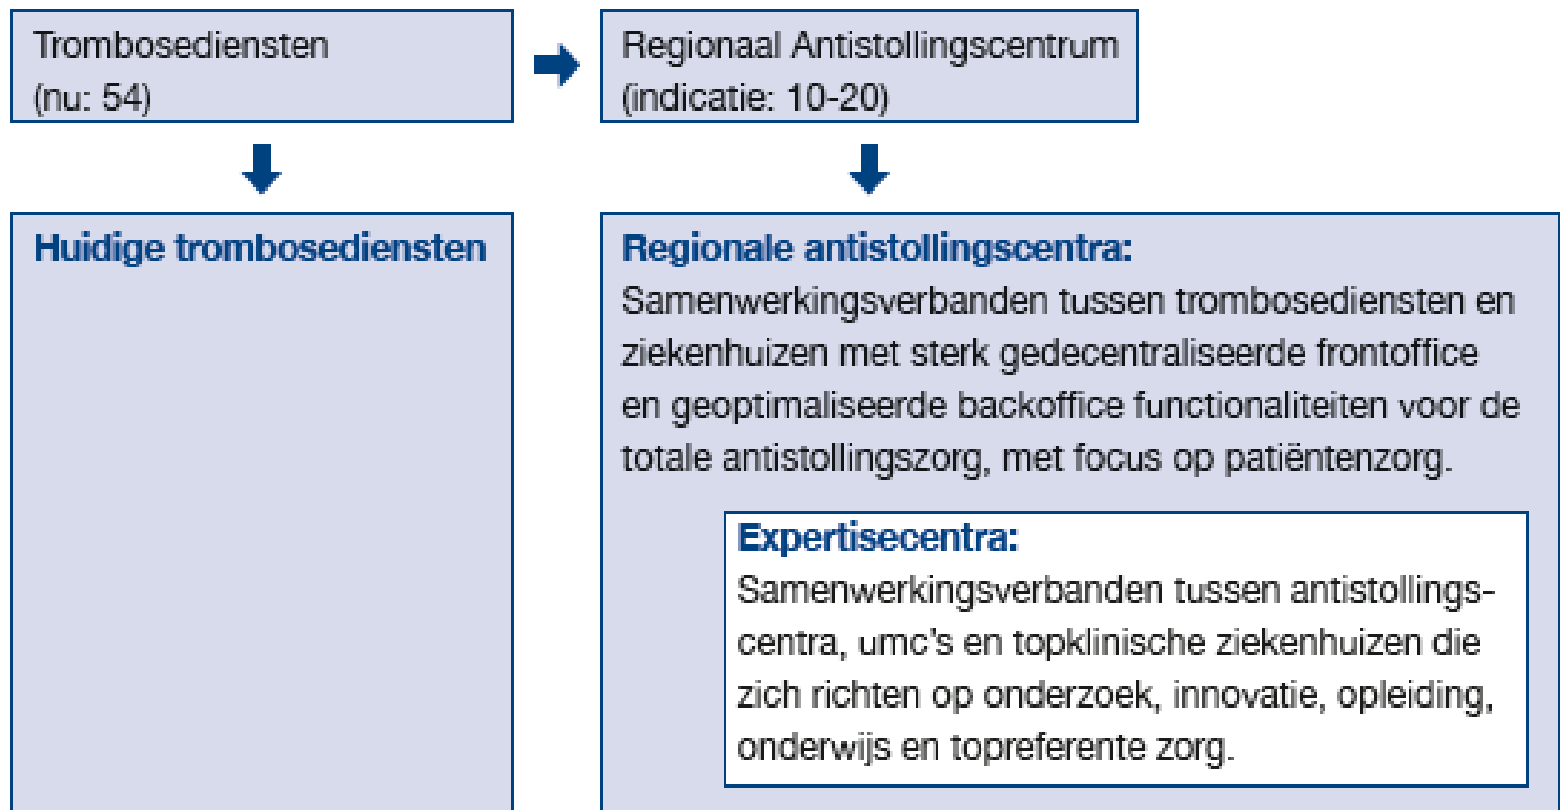 Trombosediensten
(nu: 54)
Regionaal Antistollingscentrum
(indicatie: 10-20)
Huidige trombosediensten
Regionale antistollingscentra:
Samenwerkingsverbanden tussen trombosediensten en
ziekenhuizen met sterk gedecentraliseerde frontoffice
en geoptimaliseerde backoffice functionaliteiten voor de
totale antistollingszorg, met focus op patiëntenzorg.
Expertisecentra:
Samenwerkingsverbanden tussen antistollings-
centra, umc's en topklinische ziekenhuizen die
zich richten op onderzoek, innovatie, opleiding,
onderwijs en topreferente zorg.